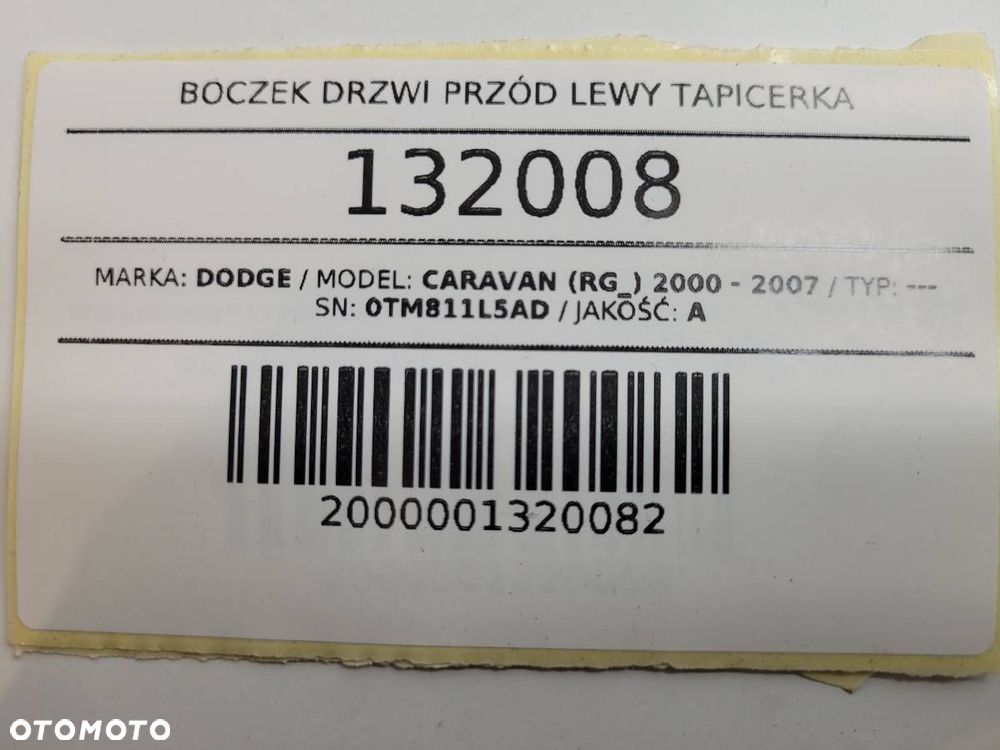 BOCZEK DRZWI PRZÓD LEWY TAPICERKA
132008
MARKA: DODGE / MODEL: CARAVAN (RG_) 2000 - 2007 / TYP: ---
SN: 0TM811L5AD / JAKOŚĆ: A
2000001320082
OTOMOTO